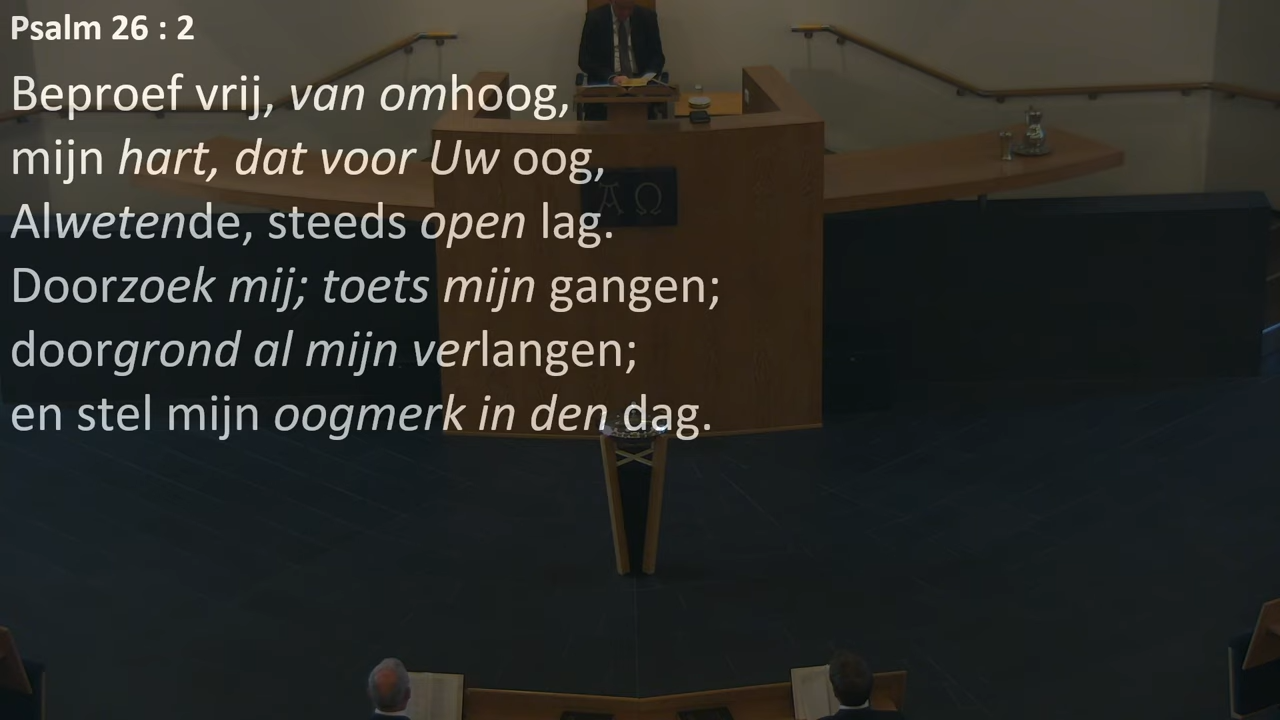 Psalm 26 : 2
Beproef vrij, van omhoog,
mijn hart, dat voor Uw oog,
Alwetende, steeds open lag.
Doorzoek mij; toets mijn gangen;
doorgrond al mijn verlangen;
en stel mijn oogmerk in den dag.
Α Ω